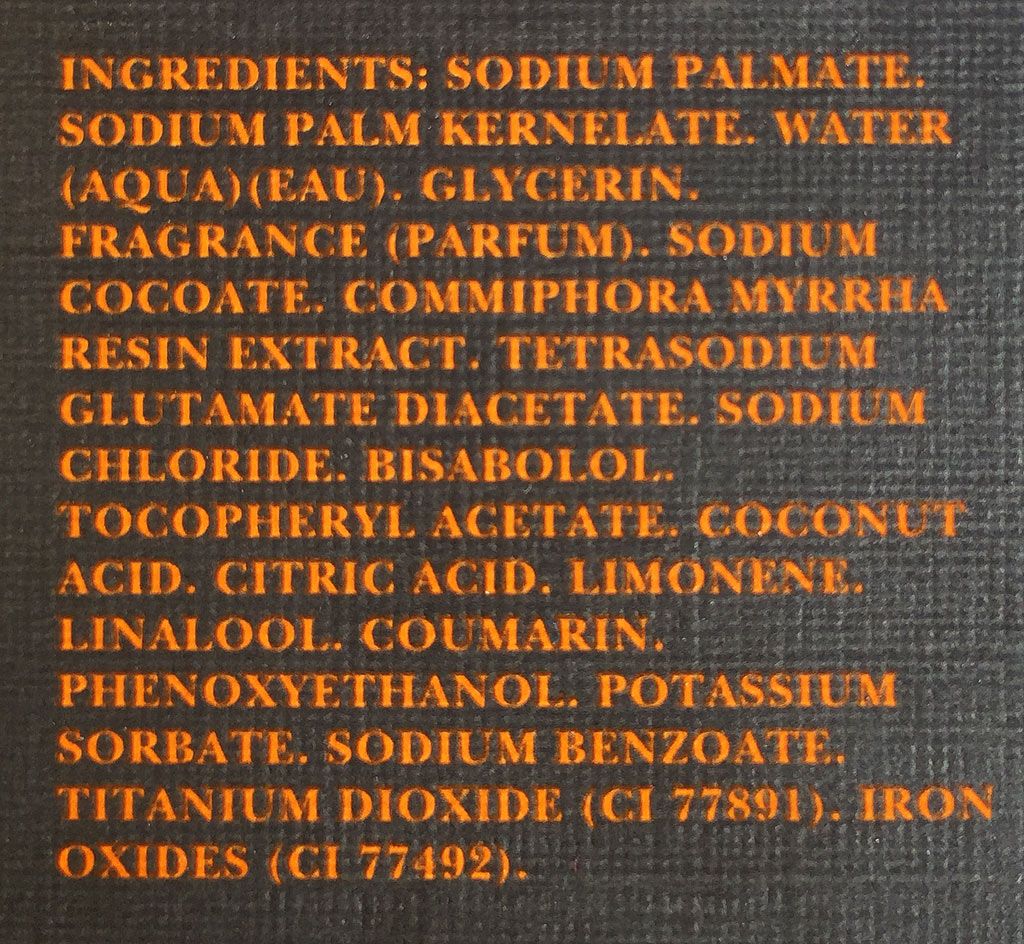 INGREDIENTS: SODIUM PALMATE.
SODIUM PALM KERNELATE. WATER
(AQUA)(EAU). GLYCERIN.
FRAGRANCE (PARFUM). SODIUM
COCOATE. COMMIPHORA MYRRHA
RESIN EXTRACT. TETRASODIUM
GLUTAMATE DIACETATE. SODIUM
CHLORIDE. BISABOLOL.
TOCOPHERYL ACETATE. COCONUT
ACID. CITRIC ACID. LIMONENE.
LINALOOL. COUMARIN.
PHENOXYETHANOL. POTASSIUM
SORBATE. SODIUM BENZOATE.
TITANIUM DIOXIDE (CI 77891). IRON
OXIDES (CI 77492).